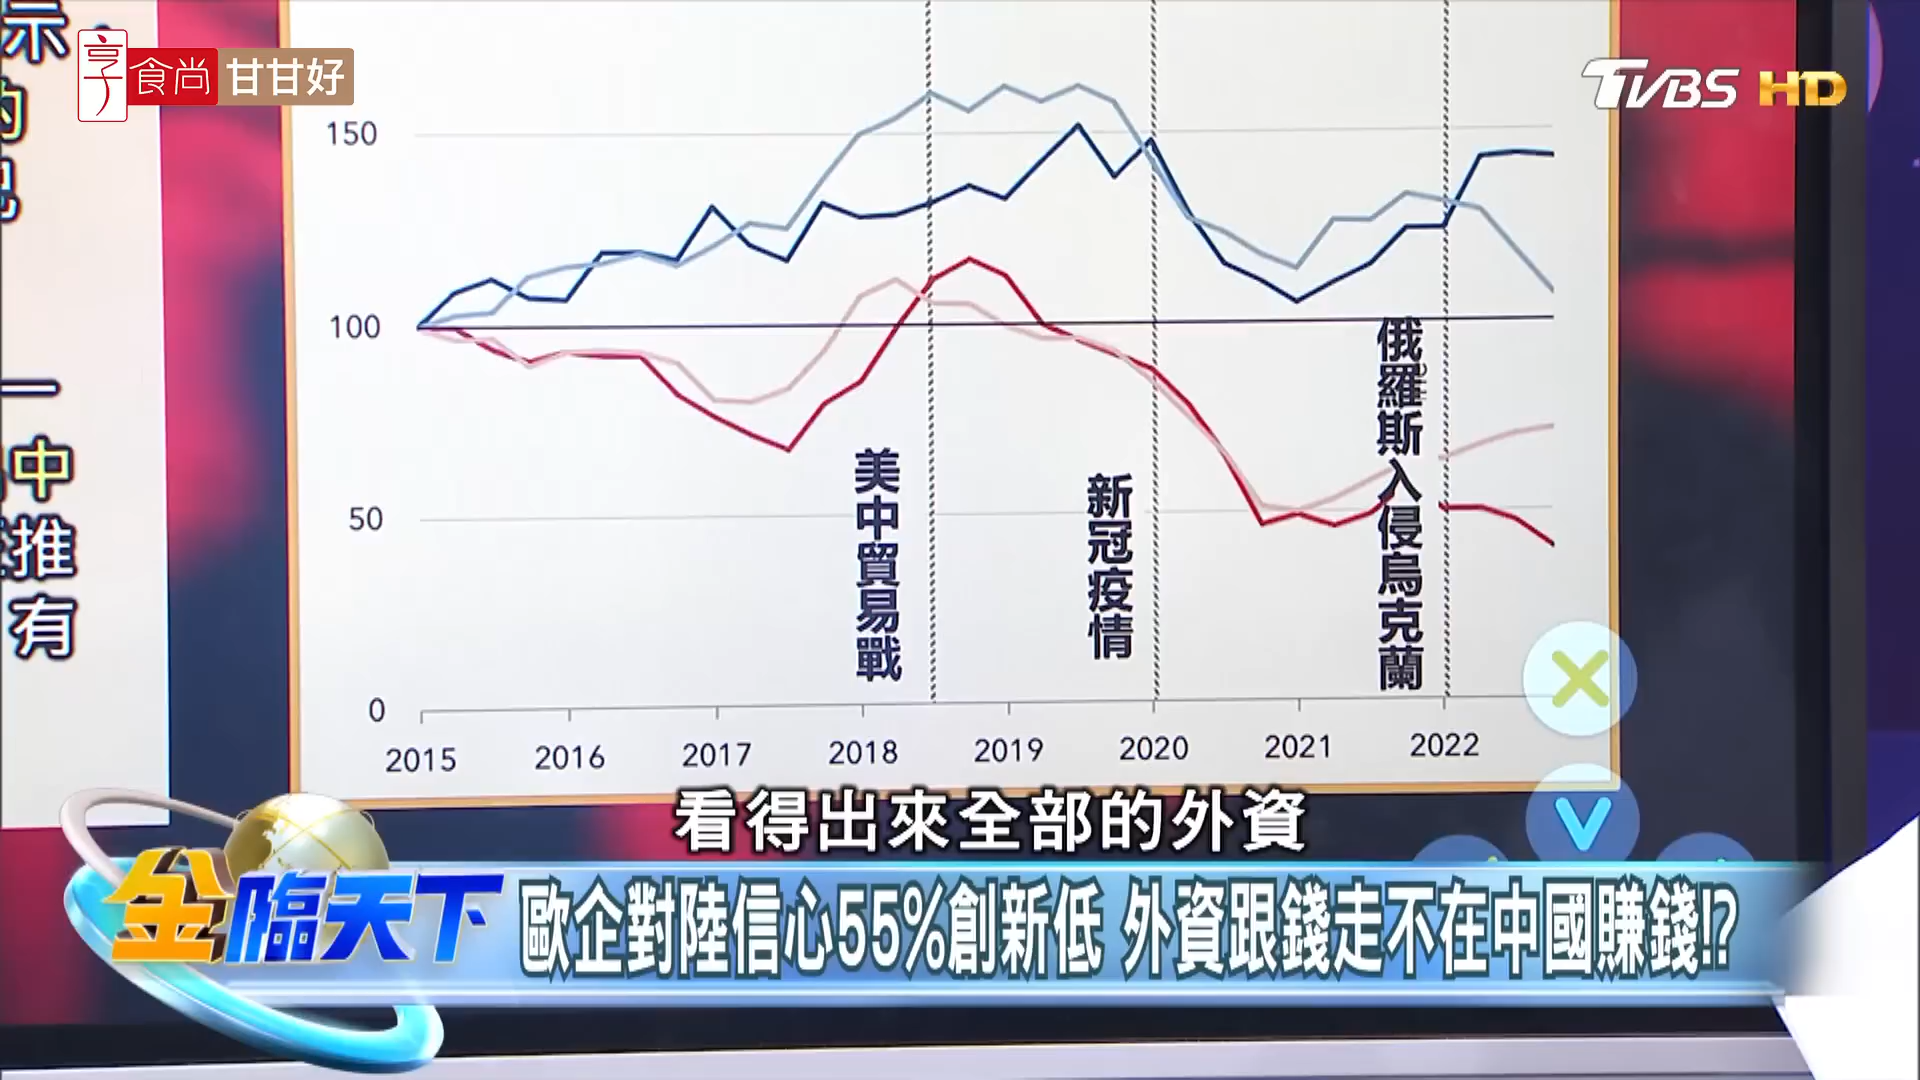 示
的
一
中
推
有
享 食尚 甘甘好
TVBS HD
150
100
50
0
2015 2016 2017 2018 2019 2020 2021 2022
美中貿易戰
新冠疫情
俄羅斯入侵烏克蘭
看得出來全部的外資
金臨天下
歐企對陸信心55%創新低 外資跟錢走不在中國賺錢!?